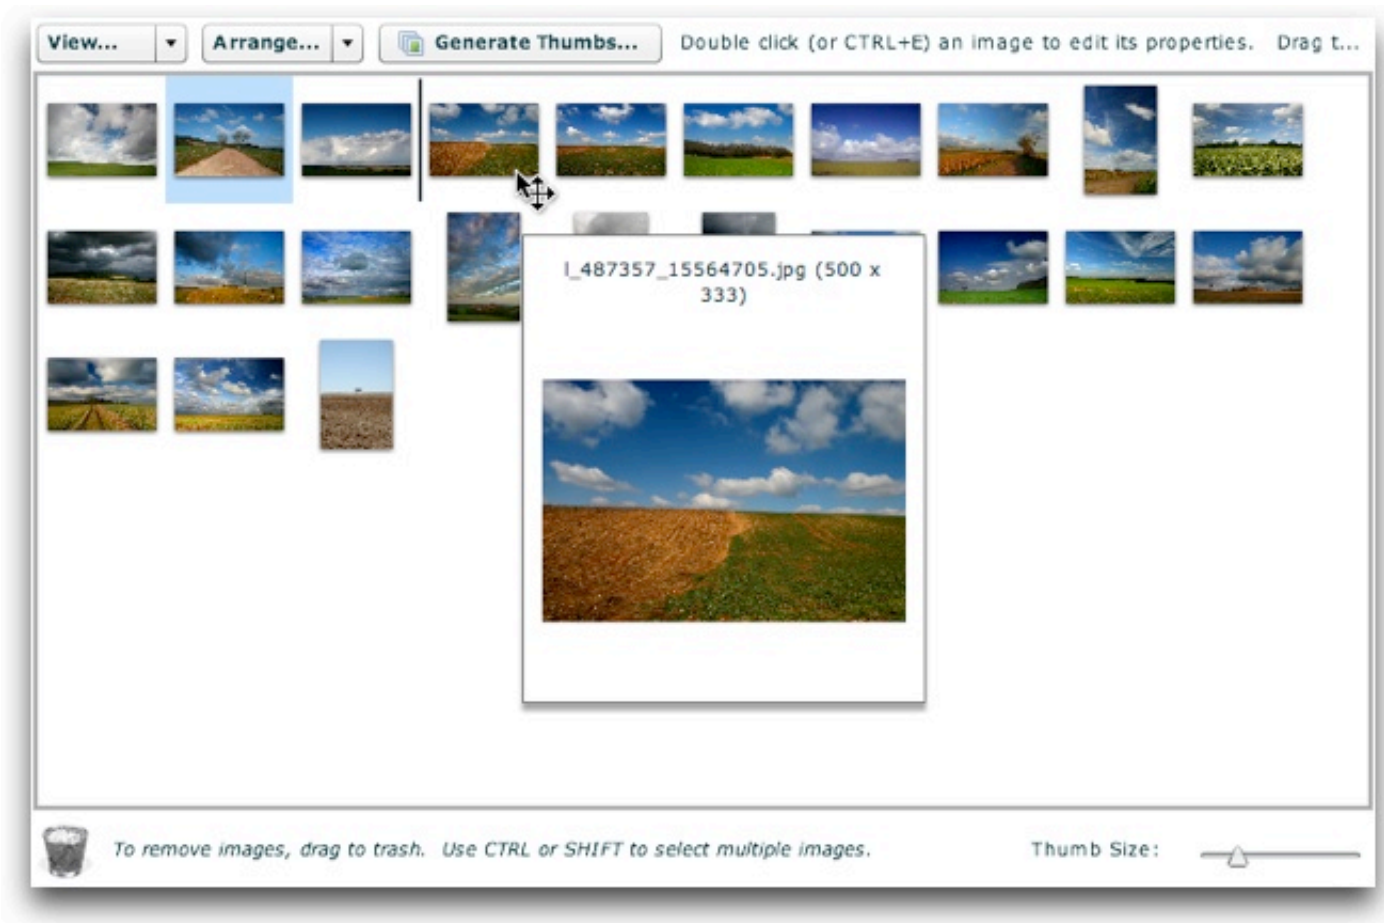 View... Arrange... Generate Thumbs... Double click (or CTRL+E) an image to edit its properties. Drag t...
l_487357_15564705.jpg (500 x
333)
To remove images, drag to trash. Use CTRL or SHIFT to select multiple images. Thumb Size: